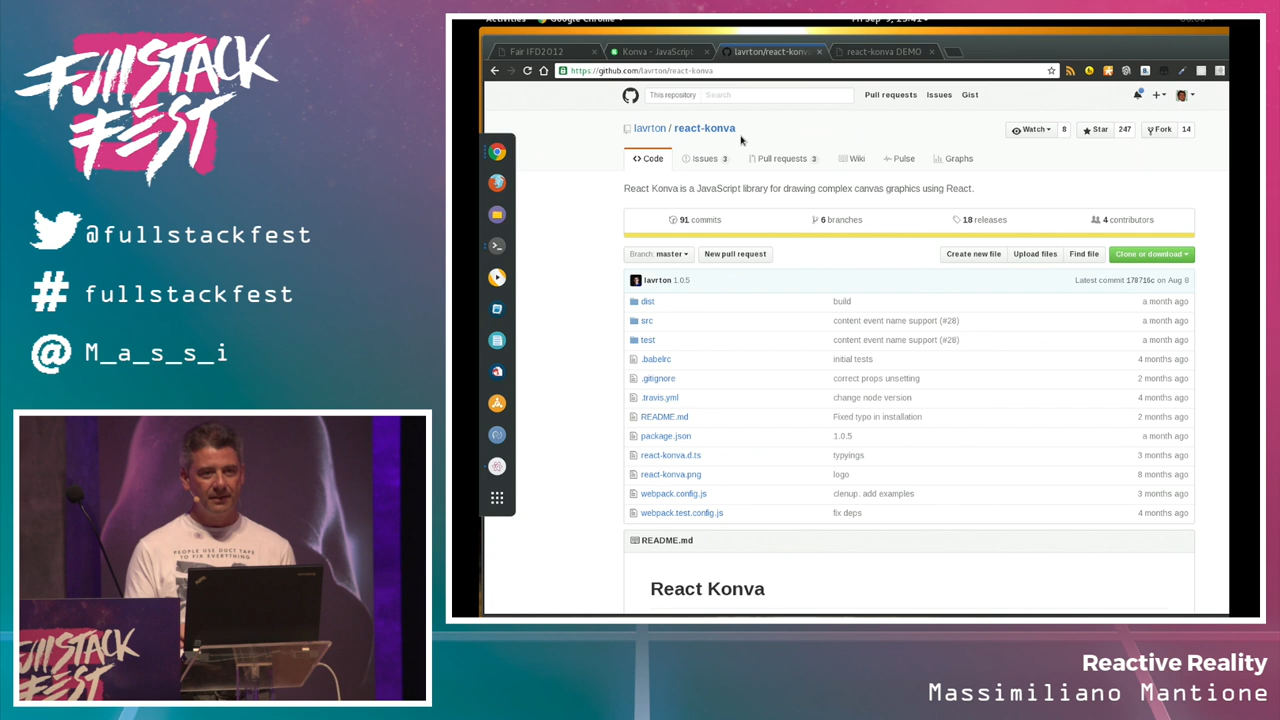 FULLSTACK
FEST
@fullstackfest
# fullstackfest
@ M_a_s_s_i
PEOPLE USE DUCT TAPE
TO FIX EVERYTHING
FULLSTACK
FEST
Activities Google Chrome Fri Sep 9, 15:41
Fair IFD2012 Konva - JavaScript lavrton/react-konva react-konva DEMO
https://github.com/lavrton/react-konva
This repository Search Pull requests Issues Gist
lavrton / react-konva Watch 8 Star 247 Fork 14
Code Issues 3 Pull requests 3 Wiki Pulse Graphs
React Konva is a JavaScript library for drawing complex canvas graphics using React.
91 commits 6 branches 18 releases 4 contributors
Branch: master New pull request Create new file Upload files Find file Clone or download
lavrton 1.0.5 Latest commit 178716c on Aug 8
dist build a month ago
src content event name support (#28) a month ago
test content event name support (#28) a month ago
.babelrc initial tests 4 months ago
.gitignore correct props unsetting 2 months ago
.travis.yml change node version 4 months ago
README.md Fixed typo in installation 2 months ago
package.json 1.0.5 a month ago
react-konva.d.ts typyings 3 months ago
react-konva.png logo 8 months ago
webpack.config.js clenup. add examples 3 months ago
webpack.test.config.js fix deps 4 months ago
README.md
React Konva
Reactive Reality
Massimiliano Mantione